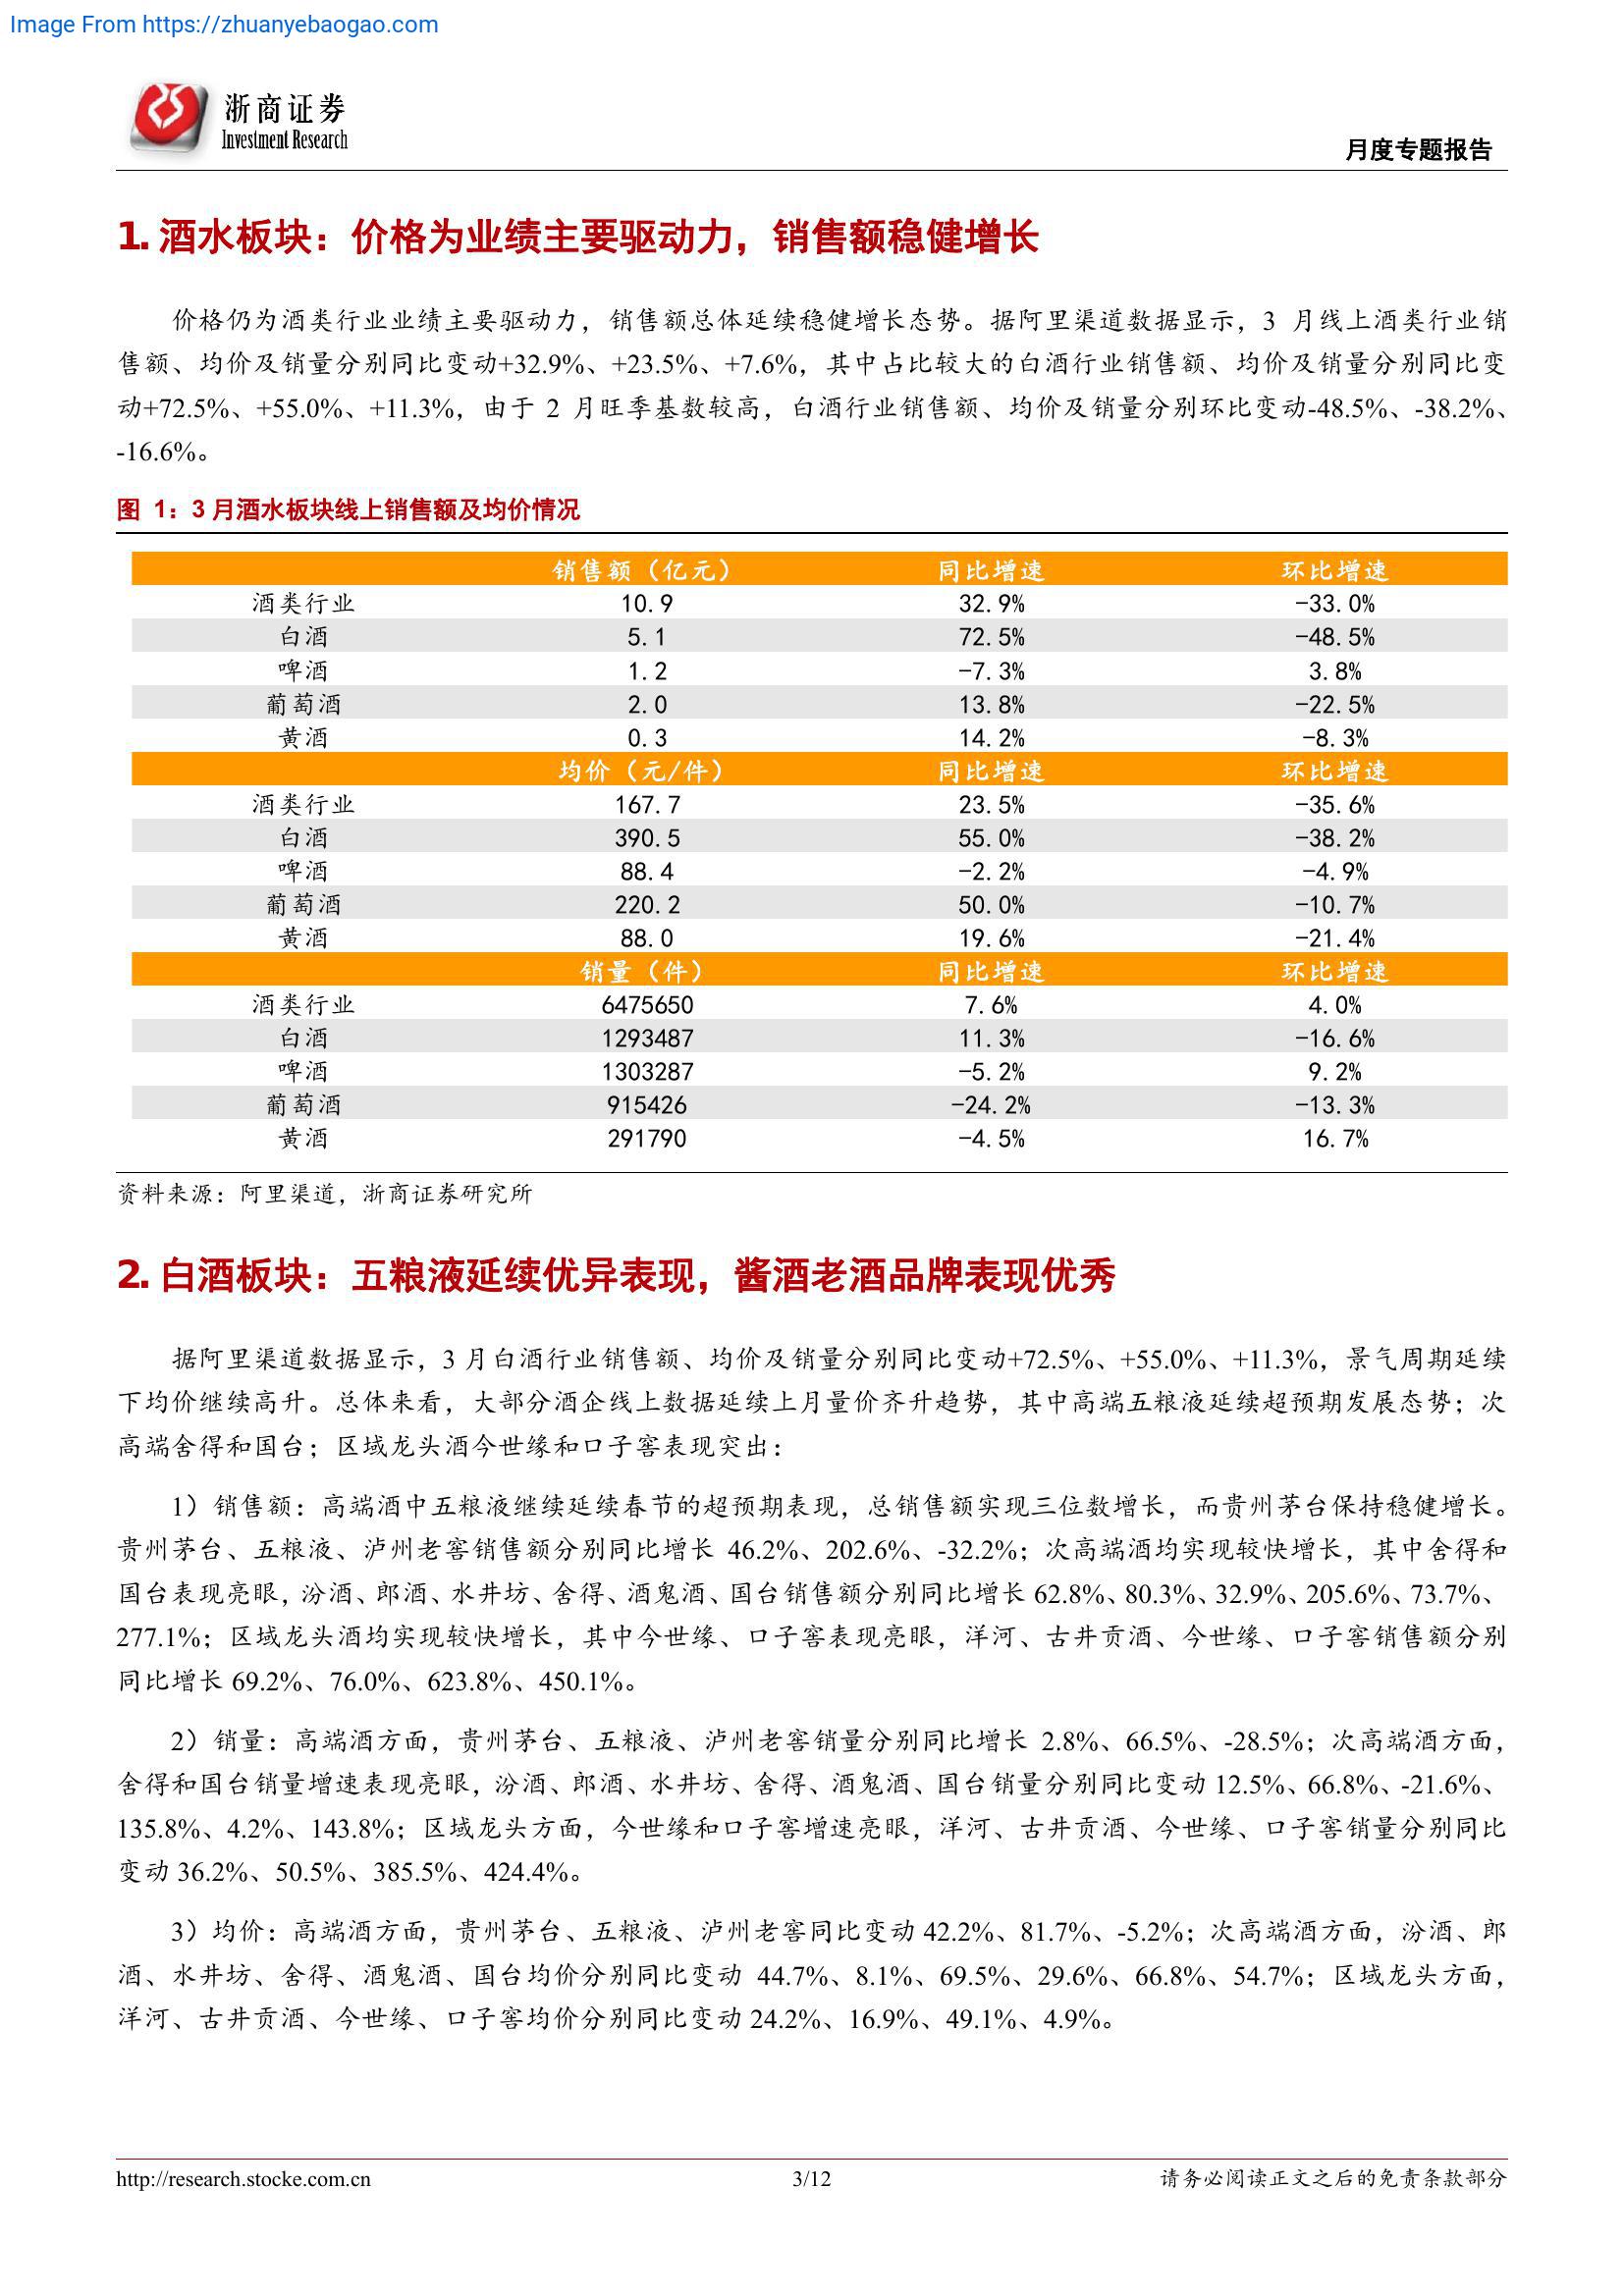 Image From https://zhuanyebaogao.com
浙商证券
Investment Research
月度专题报告
1. 酒水板块：价格为业绩主要驱动力，销售额稳健增长
价格仍为酒类行业业绩主要驱动力，销售额总体延续稳健增长态势。据阿里渠道数据显示，3 月线上酒类行业销
售额、均价及销量分别同比变动+32.9%、+23.5%、+7.6%，其中占比较大的白酒行业销售额、均价及销量分别同比变
动+72.5%、+55.0%、+11.3%，由于 2 月旺季基数较高，白酒行业销售额、均价及销量分别环比变动-48.5%、-38.2%、
-16.6%。
图 1：3 月酒水板块线上销售额及均价情况
销售额（亿元） 同比增速 环比增速
酒类行业 10.9 32.9% -33.0%
白酒 5.1 72.5% -48.5%
啤酒 1.2 -7.3% 3.8%
葡萄酒 2.0 13.8% -22.5%
黄酒 0.3 14.2% -8.3%
均价（元/件） 同比增速 环比增速
酒类行业 167.7 23.5% -35.6%
白酒 390.5 55.0% -38.2%
啤酒 88.4 -2.2% -4.9%
葡萄酒 220.2 50.0% -10.7%
黄酒 88.0 19.6% -21.4%
销量（件） 同比增速 环比增速
酒类行业 6475650 7.6% 4.0%
白酒 1293487 11.3% -16.6%
啤酒 1303287 -5.2% 9.2%
葡萄酒 915426 -24.2% -13.3%
黄酒 291790 -4.5% 16.7%
资料来源：阿里渠道，浙商证券研究所
2. 白酒板块：五粮液延续优异表现，酱酒老酒品牌表现优秀
据阿里渠道数据显示，3 月白酒行业销售额、均价及销量分别同比变动+72.5%、+55.0%、+11.3%，景气周期延续
下均价继续高升。总体来看，大部分酒企线上数据延续上月量价齐升趋势，其中高端五粮液延续超预期发展态势；次
高端舍得和国台；区域龙头酒今世缘和口子窖表现突出：
1）销售额：高端酒中五粮液继续延续春节的超预期表现，总销售额实现三位数增长，而贵州茅台保持稳健增长。
贵州茅台、五粮液、泸州老窖销售额分别同比增长 46.2%、202.6%、-32.2%；次高端酒均实现较快增长，其中舍得和
国台表现亮眼，汾酒、郎酒、水井坊、舍得、酒鬼酒、国台销售额分别同比增长 62.8%、80.3%、32.9%、205.6%、73.7%、
277.1%；区域龙头酒均实现较快增长，其中今世缘、口子窖表现亮眼，洋河、古井贡酒、今世缘、口子窖销售额分别
同比增长 69.2%、76.0%、623.8%、450.1%。
2）销量：高端酒方面，贵州茅台、五粮液、泸州老窖销量分别同比增长 2.8%、66.5%、-28.5%；次高端酒方面，
舍得和国台销量增速表现亮眼，汾酒、郎酒、水井坊、舍得、酒鬼酒、国台销量分别同比变动 12.5%、66.8%、-21.6%、
135.8%、4.2%、143.8%；区域龙头方面，今世缘和口子窖增速亮眼，洋河、古井贡酒、今世缘、口子窖销量分别同比
变动 36.2%、50.5%、385.5%、424.4%。
3）均价：高端酒方面，贵州茅台、五粮液、泸州老窖同比变动 42.2%、81.7%、-5.2%；次高端酒方面，汾酒、郎
酒、水井坊、舍得、酒鬼酒、国台均价分别同比变动 44.7%、8.1%、69.5%、29.6%、66.8%、54.7%；区域龙头方面，
洋河、古井贡酒、今世缘、口子窖均价分别同比变动 24.2%、16.9%、49.1%、4.9%。
http://research.stocke.com.cn 3/12 请务必阅读正文之后的免责条款部分